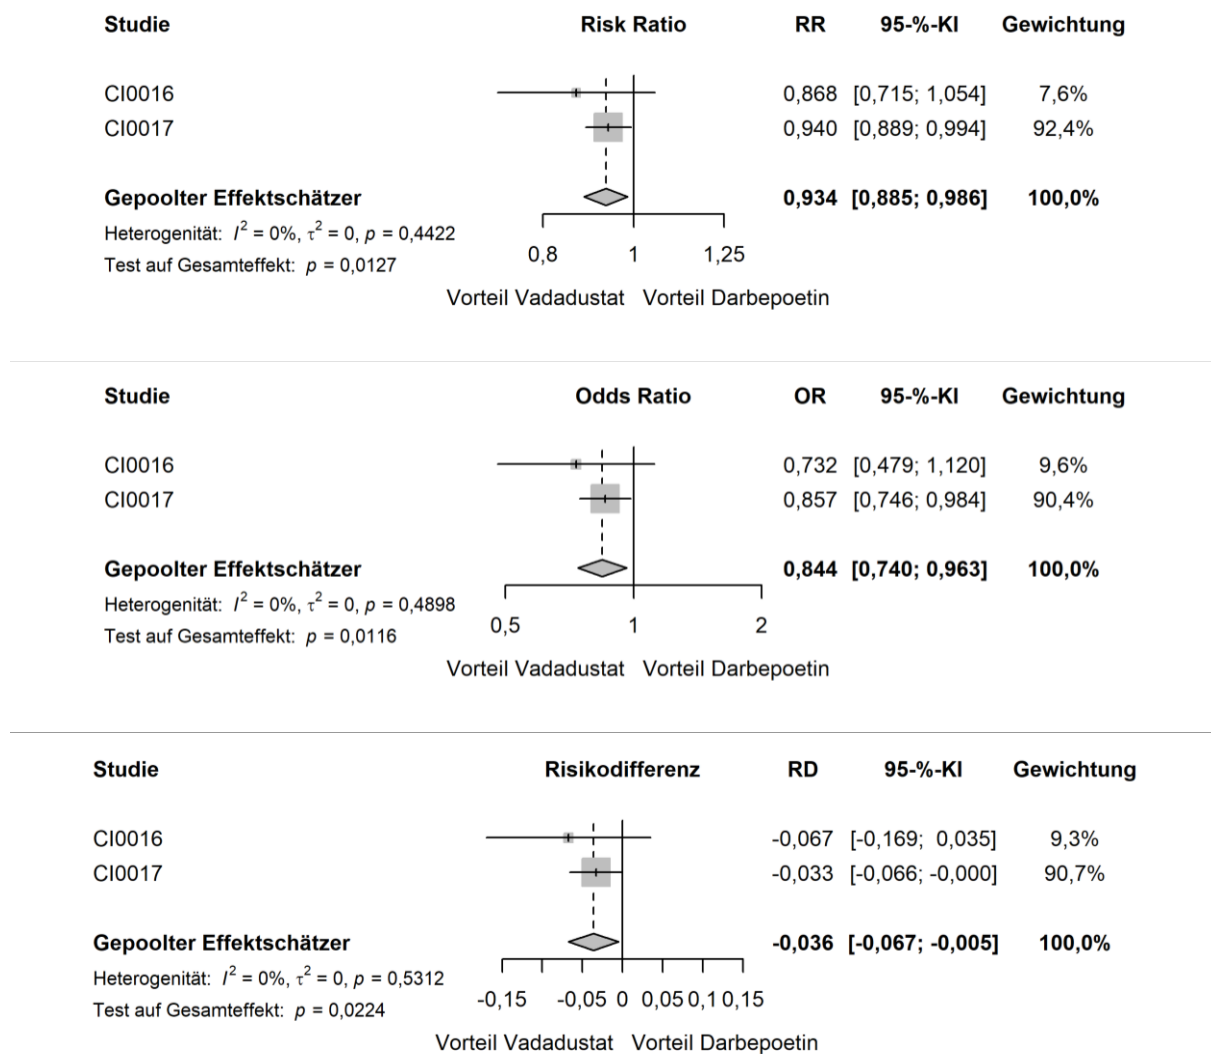 Studie Risk Ratio RR 95-%-KI Gewichtung
CI0016 0,868 [0,715; 1,054] 7,6%
CI0017 0,940 [0,889; 0,994] 92,4%
Gepoolter Effektschätzer 0,934 [0,885; 0,986] 100,0%
Heterogenität: I² = 0%, τ² = 0, p = 0,4422
Test auf Gesamteffekt: p = 0,0127
0,8 1 1,25
Vorteil Vadadustat Vorteil Darbepoetin
Studie Odds Ratio OR 95-%-KI Gewichtung
CI0016 0,732 [0,479; 1,120] 9,6%
CI0017 0,857 [0,746; 0,984] 90,4%
Gepoolter Effektschätzer 0,844 [0,740; 0,963] 100,0%
Heterogenität: I² = 0%, τ² = 0, p = 0,4898
Test auf Gesamteffekt: p = 0,0116
0,5 1 2
Vorteil Vadadustat Vorteil Darbepoetin
Studie Risikodifferenz RD 95-%-KI Gewichtung
CI0016 -0,067 [-0,169; 0,035] 9,3%
CI0017 -0,033 [-0,066; -0,000] 90,7%
Gepoolter Effektschätzer -0,036 [-0,067; -0,005] 100,0%
Heterogenität: I² = 0%, τ² = 0, p = 0,5312
Test auf Gesamteffekt: p = 0,0224
-0,15 -0,05 0 0,05 0,1 0,15
Vorteil Vadadustat Vorteil Darbepoetin